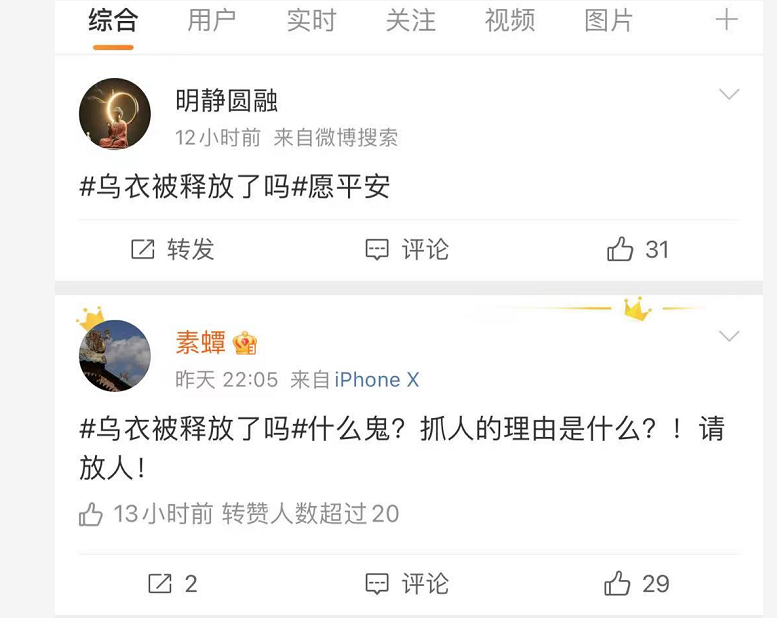 综合 用户 实时 关注 视频 图片
明静圆融
12小时前 来自微博搜索
#乌衣被释放了吗#愿平安
转发 评论 31
素蟫
昨天 22:05 来自iPhone X
#乌衣被释放了吗#什么鬼？抓人的理由是什么？！请
放人！
13小时前 转赞人数超过20
2 评论 29